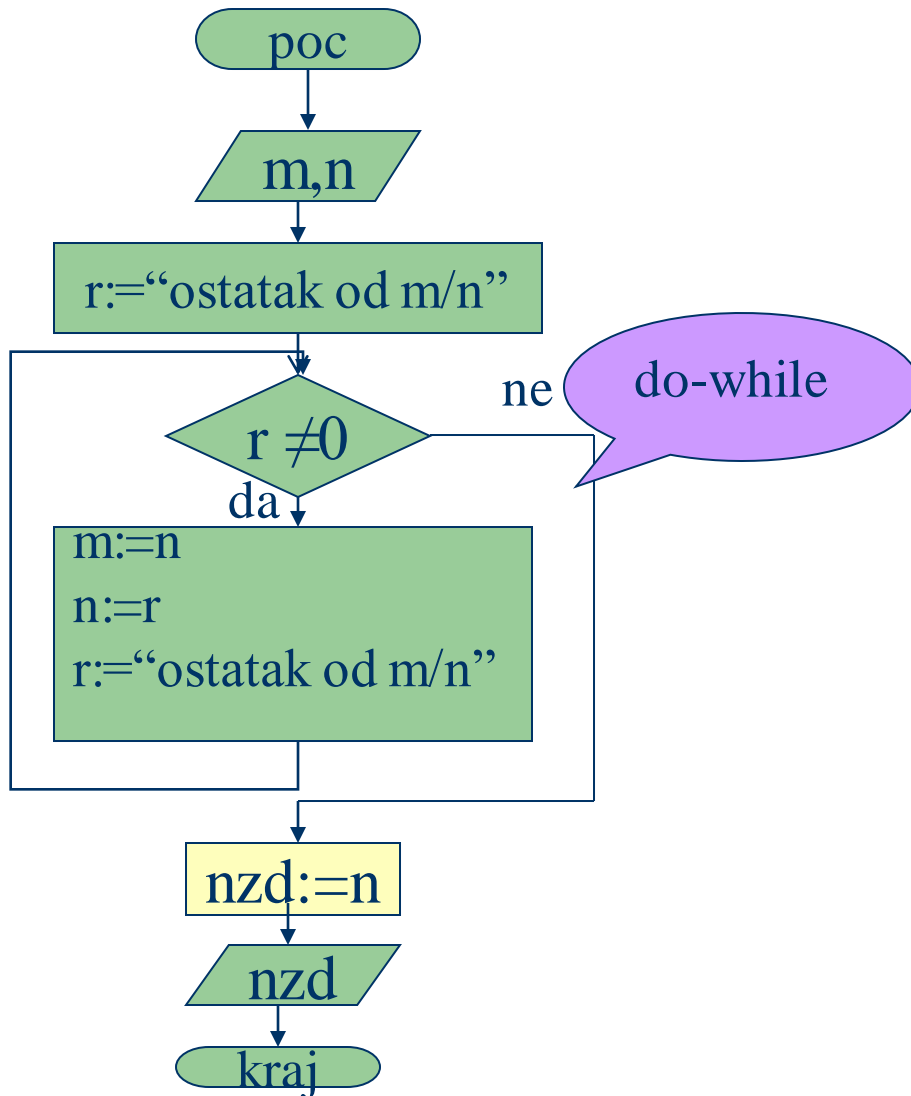 poc
m,n
r:=“ostatak od m/n”
do-while
ne
r ≠0
da
m:=n
n:=r
r:=“ostatak od m/n”
nzd:=n
nzd
kraj